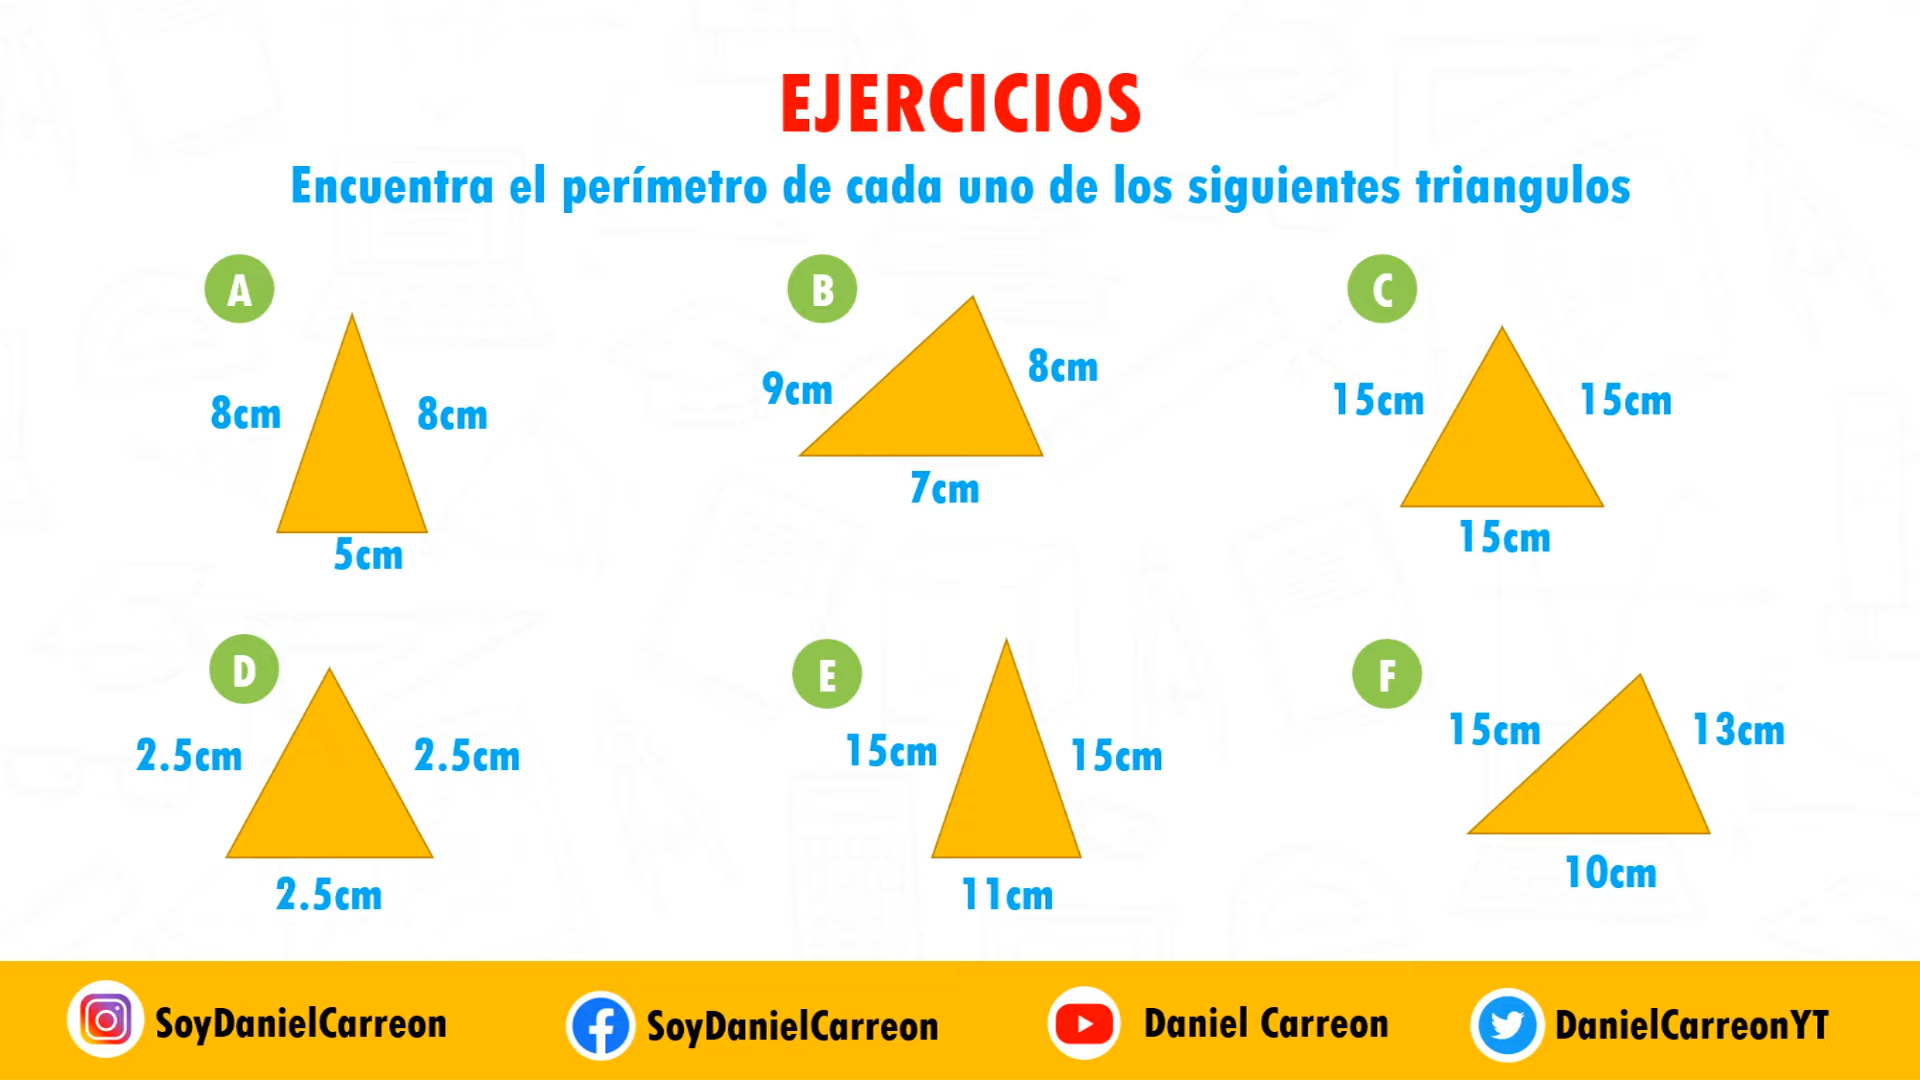 EJERCICIOS
Encuentra el perímetro de cada uno de los siguientes triangulos
A
8cm
8cm
5cm
B
9cm
8cm
7cm
C
15cm
15cm
15cm
D
2.5cm
2.5cm
2.5cm
E
15cm
15cm
11cm
F
15cm
13cm
10cm
SoyDanielCarreon
SoyDanielCarreon
Daniel Carreon
DanielCarreonYT